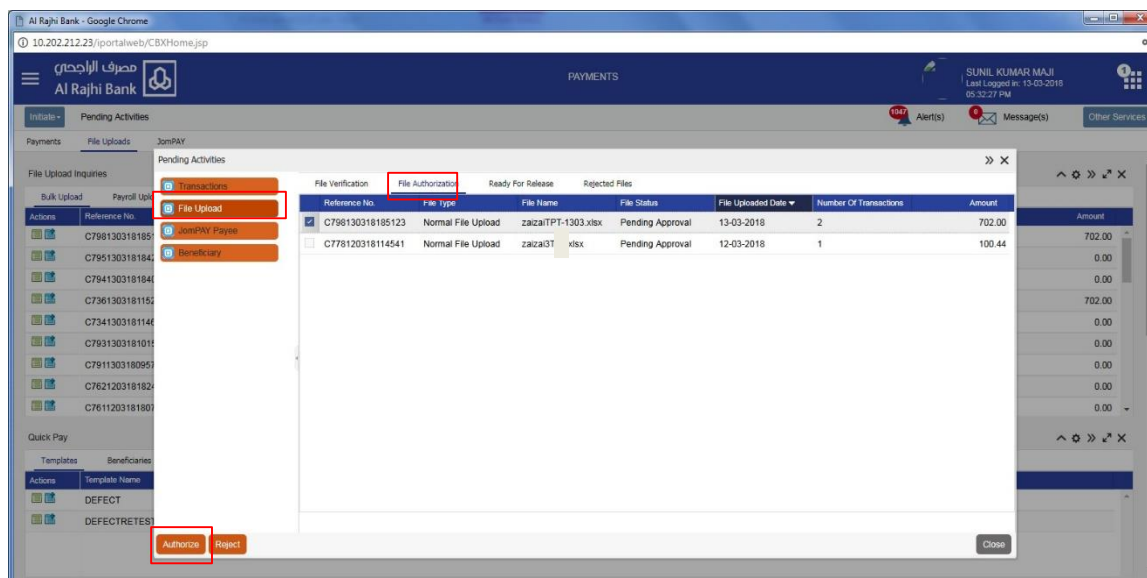 Al Rajhi Bank - Google Chrome
10.202.212.23/iportalweb/CBXHome.jsp
مصرف الراجحي
Al Rajhi Bank
PAYMENTS
SUNIL KUMAR MAJI
Last Logged in: 13-03-2018
05:32:27 PM
1
Initiate
Pending Activities
1047 Alert(s)
Message(s)
Other Services
Payments File Uploads JomPAY
File Upload Inquiries
Bulk Upload Payroll Uplo
Actions Reference No. Amount
C798130318185 702.00
C795130318184 0.00
C794130318184 0.00
C736130318115 702.00
C734130318114 0.00
C793130318101 0.00
C791130318095 0.00
C762120318182 0.00
C761120318180 0.00
Quick Pay
Templates Beneficiaries
Actions Template Name
DEFECT
DEFECTRETEST
Pending Activities
Transactions
File Upload
JomPAY Payee
Beneficiary
File Verification File Authorization Ready For Release Rejected Files
Reference No. File Type File Name File Status File Uploaded Date Number Of Transactions Amount
C798130318185123 Normal File Upload zaizaiTPT-1303.xlsx Pending Approval 13-03-2018 2 702.00
C778120318114541 Normal File Upload zaizai3T xlsx Pending Approval 12-03-2018 1 100.44
Authorize Reject Close